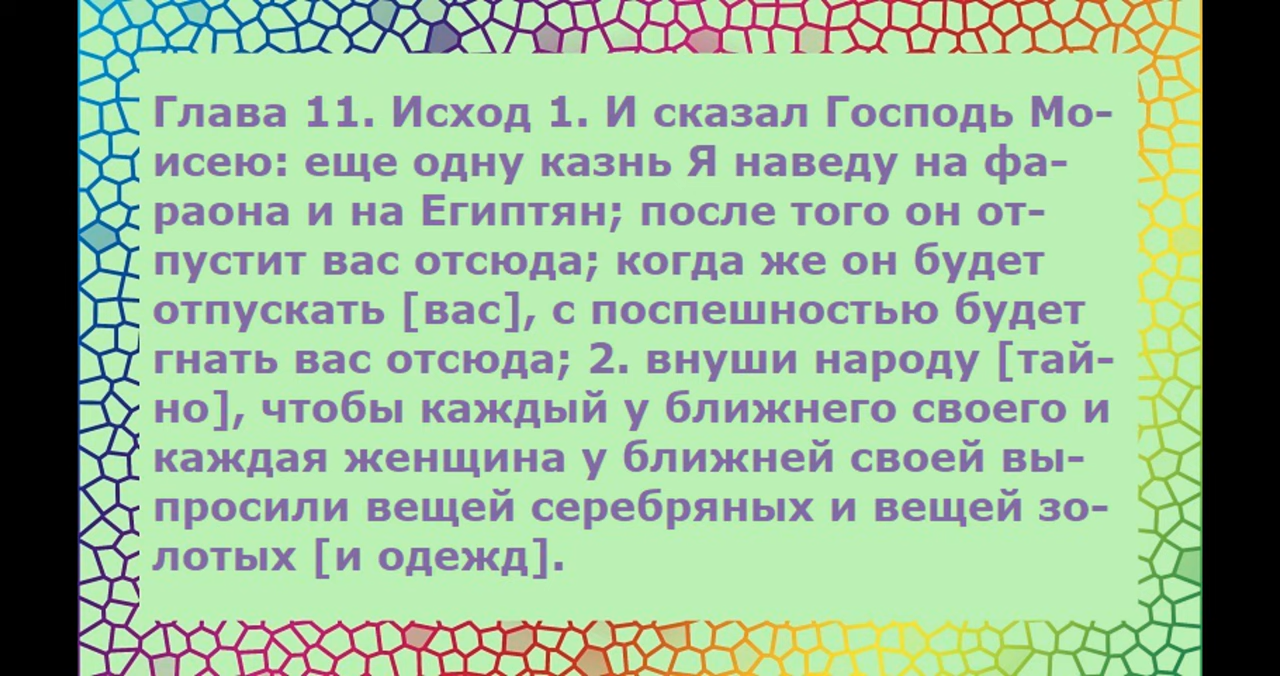 Глава 11. Исход 1. И сказал Господь Мо-
исею: еще одну казнь Я наведу на фа-
раона и на Египтян; после того он от-
пустит вас отсюда; когда же он будет
отпускать [вас], с поспешностью будет
гнать вас отсюда; 2. внуши народу [тай-
но], чтобы каждый у ближнего своего и
каждая женщина у ближней своей вы-
просили вещей серебряных и вещей зо-
лотых [и одежд].